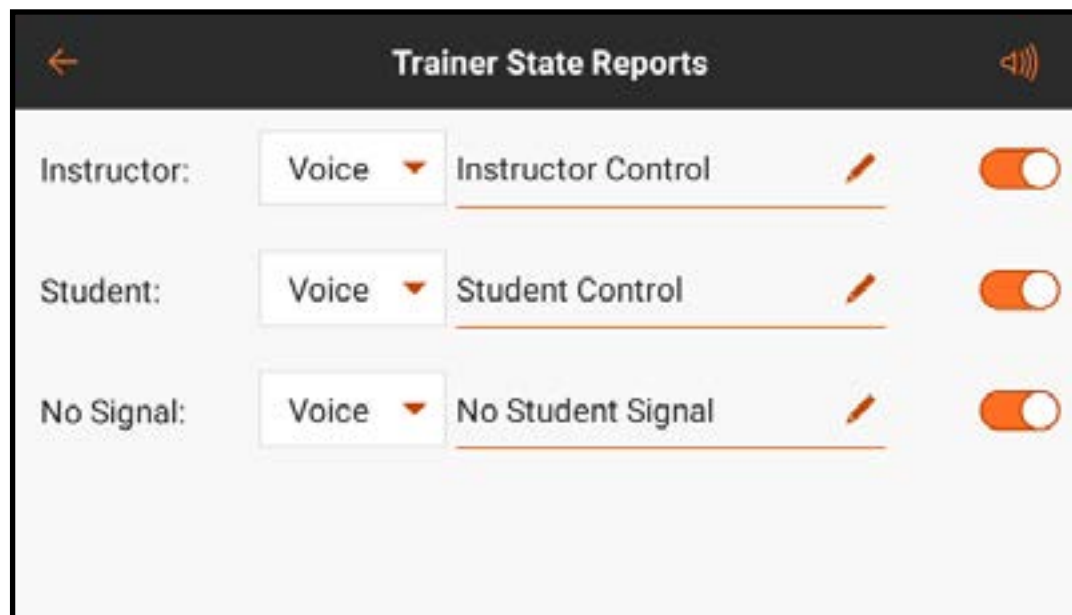 Trainer State Reports
Instructor: Voice Instructor Control
Student: Voice Student Control
No Signal: Voice No Student Signal